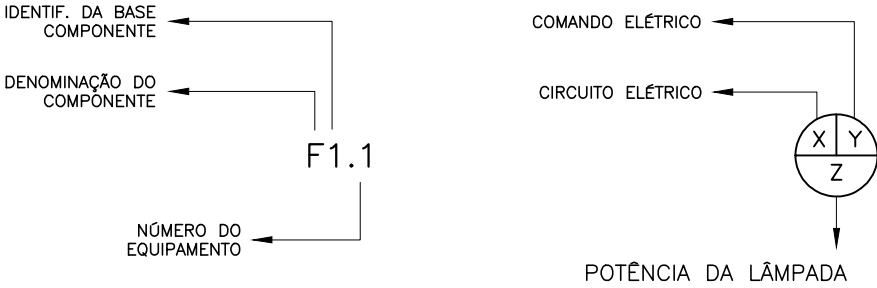 IDENTIF. DA BASE
COMPONENTE
DENOMINAÇÃO DO
COMPONENTE
F1.1
NÚMERO DO
EQUIPAMENTO
COMANDO ELÉTRICO
CIRCUITO ELÉTRICO
X Y
Z
POTÊNCIA DA LÂMPADA